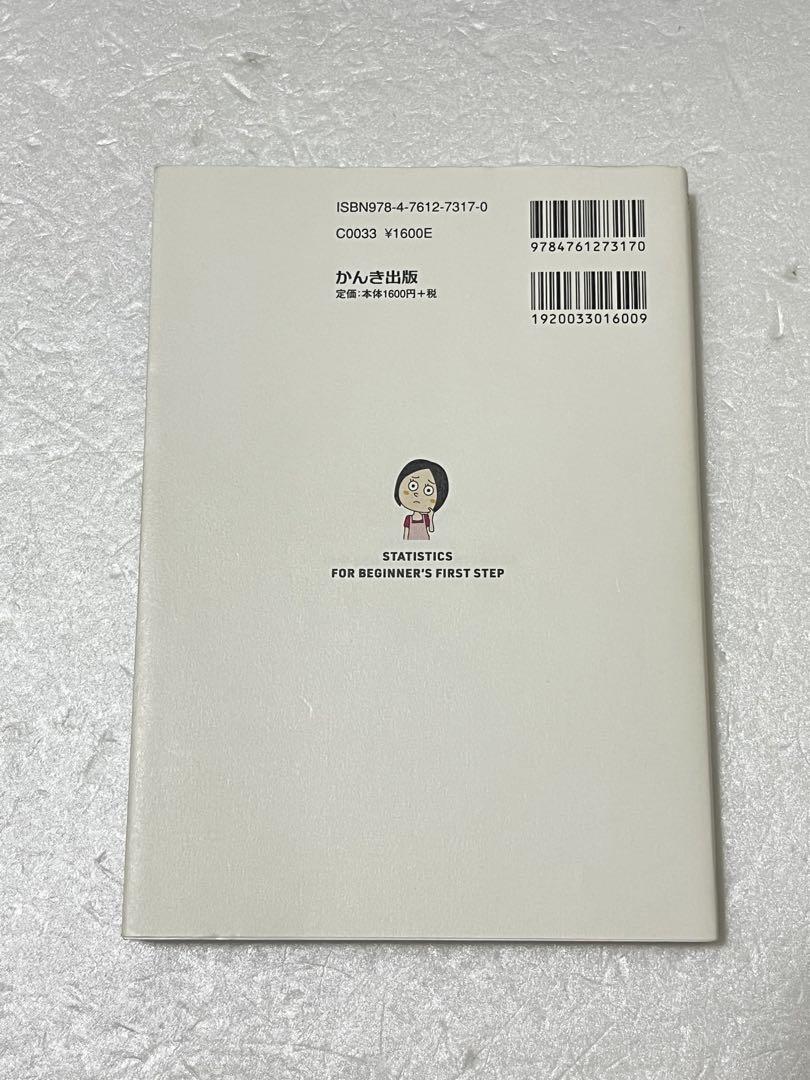 ISBN978-4-7612-7317-0
C0033 ¥1600E
かんき出版
定価:本体1600円+税
9784761273170
1920033016009
STATISTICS
FOR BEGINNER'S FIRST STEP